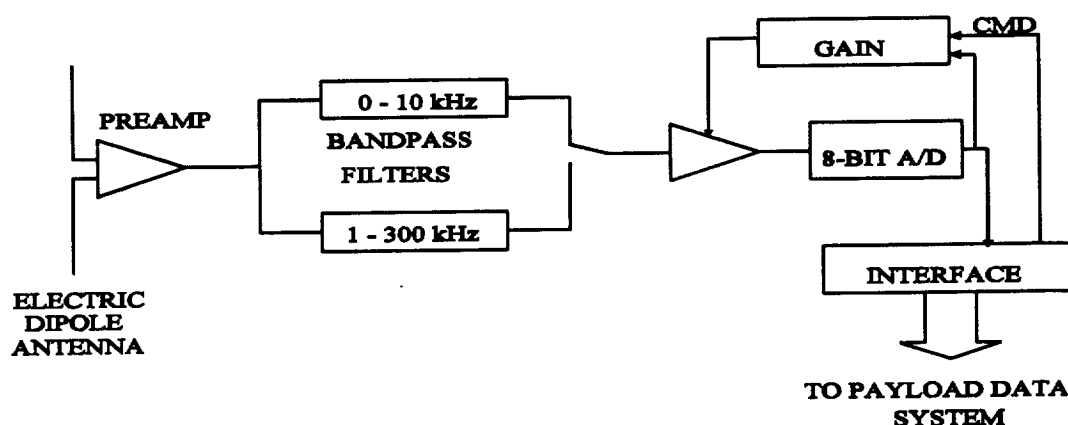 CMD
GAIN
PREAMP
0 - 10 kHz
BANDPASS
FILTERS
1 - 300 kHz
8-BIT A/D
INTERFACE
ELECTRIC
DIPOLE
ANTENNA
TO PAYLOAD DATA
SYSTEM